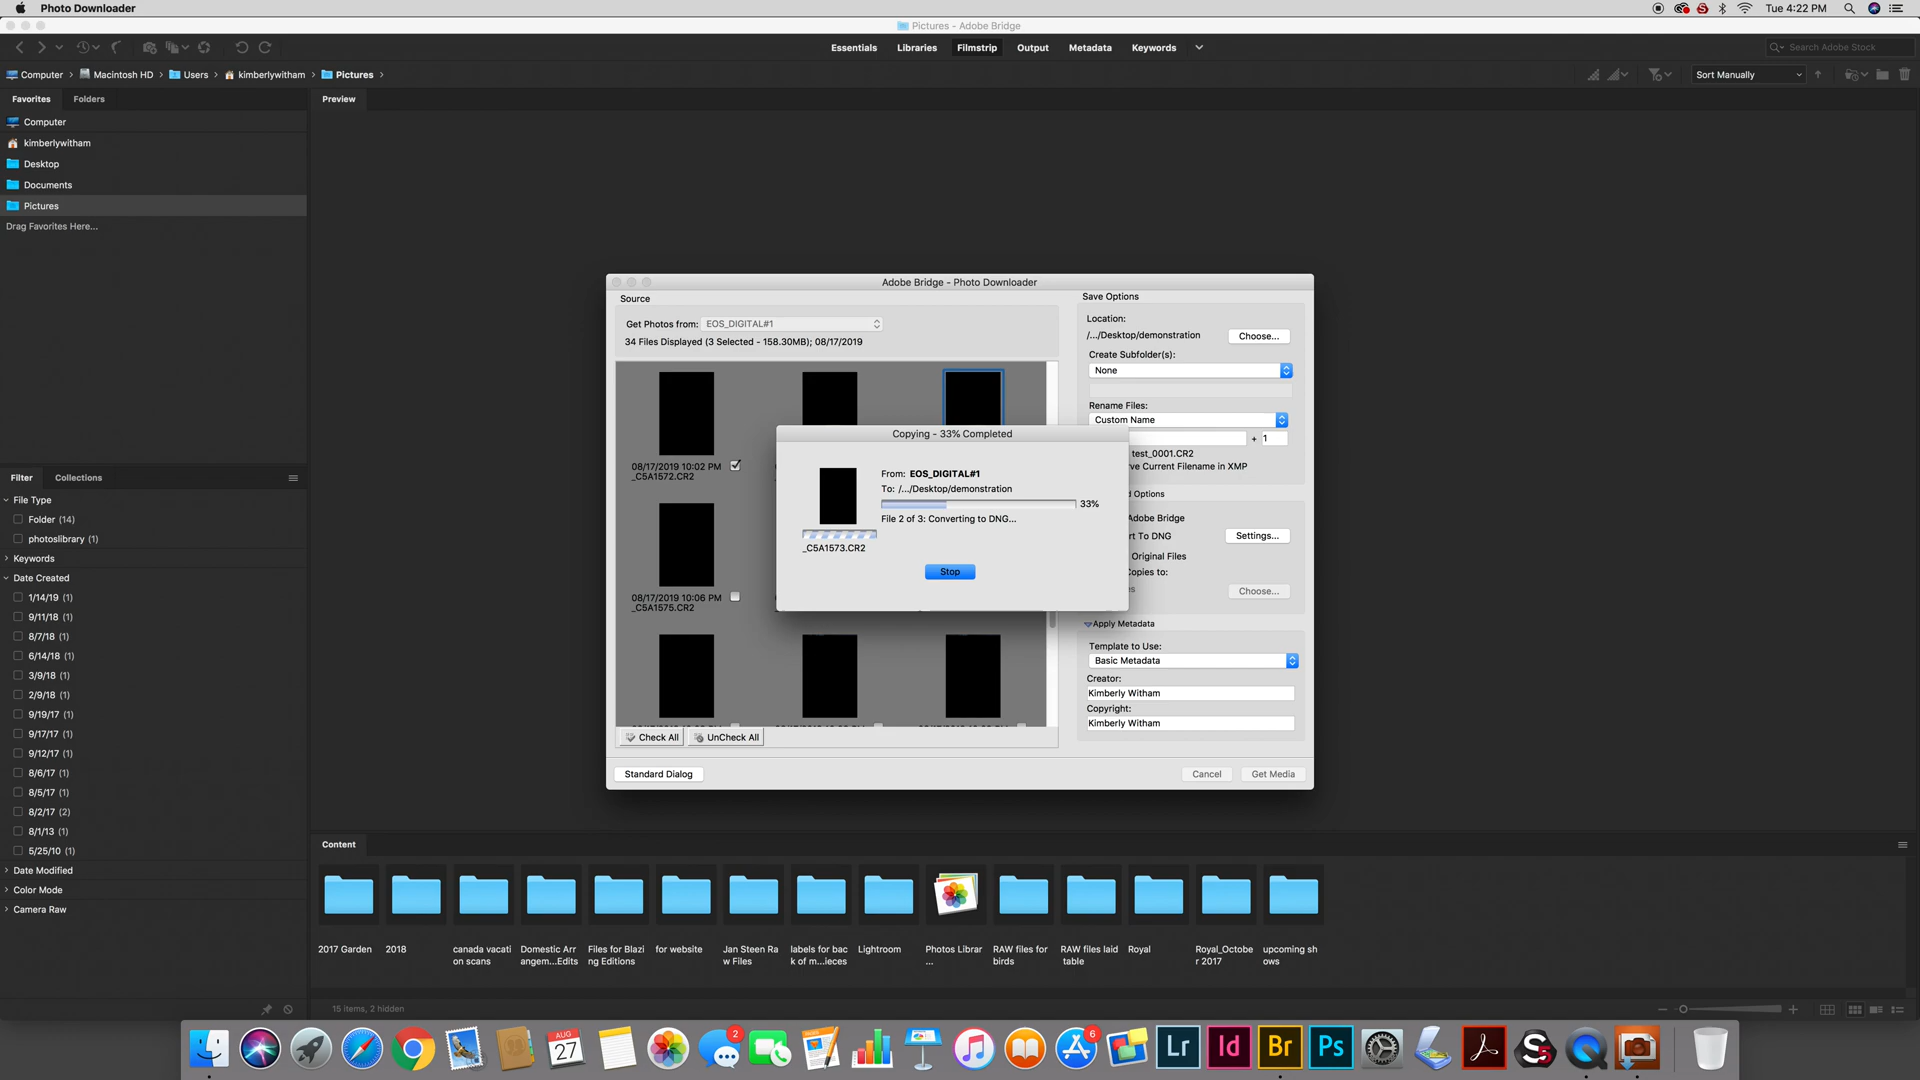 Photo Downloader
Tue 4:22 PM
Pictures - Adobe Bridge
Essentials Libraries Filmstrip Output Metadata Keywords
Search Adobe Stock
Computer Macintosh HD Users kimberlywitham Pictures
Sort Manually
Favorites Folders
Preview
Computer
kimberlywitham
Desktop
Documents
Pictures
Drag Favorites Here...
Adobe Bridge - Photo Downloader
Source
Get Photos from: EOS_DIGITAL#1
34 Files Displayed (3 Selected - 158.30MB); 08/17/2019
08/17/2019 10:02 PM
_C5A1572.CR2
08/17/2019 10:06 PM
_C5A1575.CR2
Check All UnCheck All
Standard Dialog
Save Options
Location:
/.../Desktop/demonstration Choose...
Create Subfolder(s):
None
Rename Files:
Custom Name
+ 1
test_0001.CR2
ve Current Filename in XMP
d Options
Adobe Bridge
rt To DNG Settings...
Original Files
Copies to:
es Choose...
Apply Metadata
Template to Use:
Basic Metadata
Creator:
Kimberly Witham
Copyright:
Kimberly Witham
Cancel Get Media
Copying - 33% Completed
From: EOS_DIGITAL#1
To: /.../Desktop/demonstration
33%
File 2 of 3: Converting to DNG...
_C5A1573.CR2
Stop
Filter Collections
File Type
Folder (14)
photoslibrary (1)
Keywords
Date Created
1/14/19 (1)
9/11/18 (1)
8/7/18 (1)
6/14/18 (1)
3/9/18 (1)
2/9/18 (1)
9/19/17 (1)
9/17/17 (1)
9/12/17 (1)
8/6/17 (1)
8/5/17 (1)
8/2/17 (2)
8/1/13 (1)
5/25/10 (1)
Date Modified
Color Mode
Camera Raw
Content
2017 Garden
2018
canada vacati
on scans
Domestic Arr
angem...Edits
Files for Blazi
ng Editions
for website
Jan Steen Ra
w Files
labels for bac
k of m...ieces
Lightroom
Photos Librar
...
RAW files for
birds
RAW files laid
table
Royal
Royal_Octobe
r 2017
upcoming sh
ows
15 items, 2 hidden
AUG
27
2
6
Lr Id Br Ps
S5